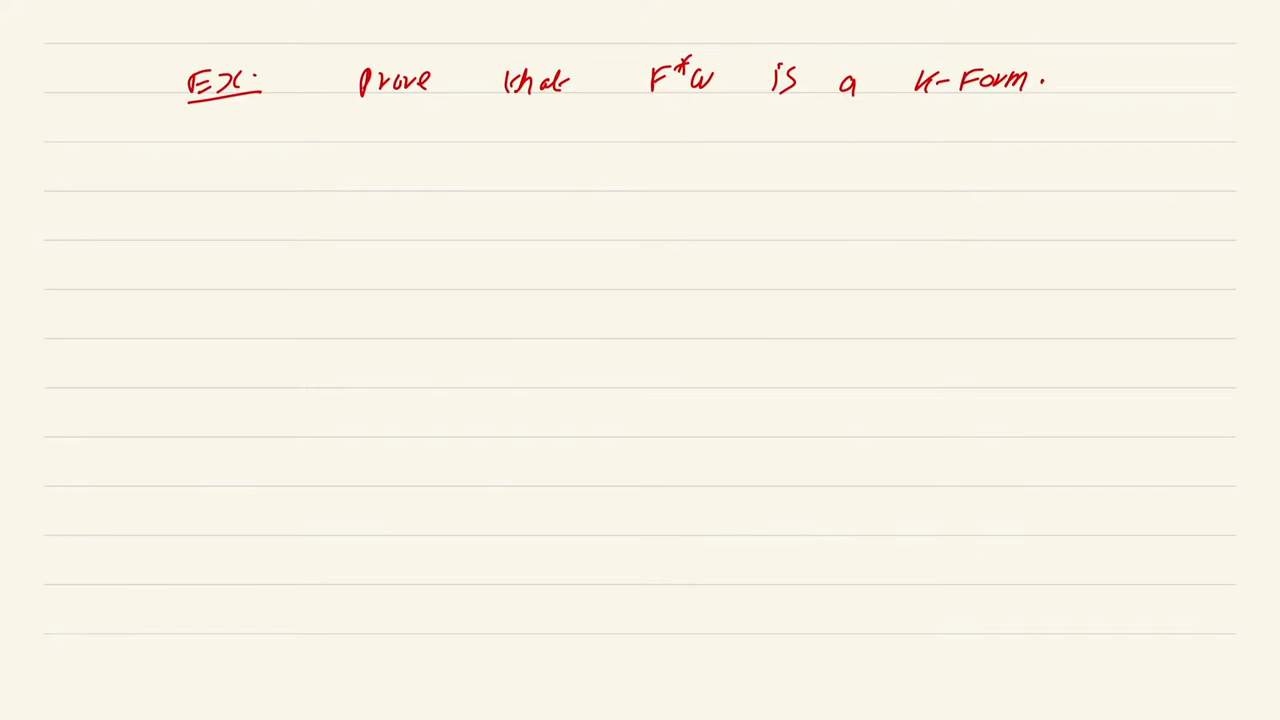 Ex. Prove that F*ω is a k-Form.